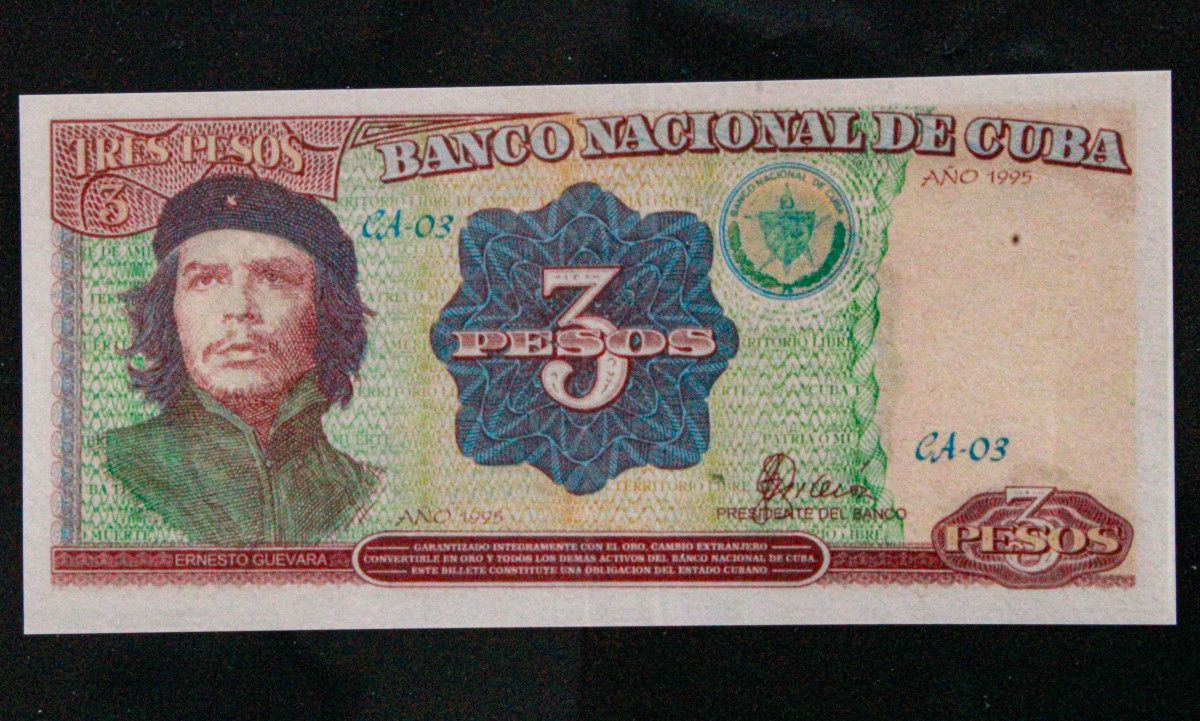 TRES PESOS
3
BANCO NACIONAL DE CUBA
AÑO 1995
BANCO NACIONAL DE CUBA
CA-03
3
PESOS
CA-03
AÑO 1995
PRESIDENTE DEL BANCO
3
PESOS
ERNESTO GUEVARA
GARANTIZADO INTEGRAMENTE CON EL ORO, CAMBIO EXTRANJERO
CONVERTIBLE EN ORO Y TODOS LOS DEMAS ACTIVOS DEL BANCO NACIONAL DE CUBA
ESTE BILLETE CONSTITUYE UNA OBLIGACION DEL ESTADO CUBANO